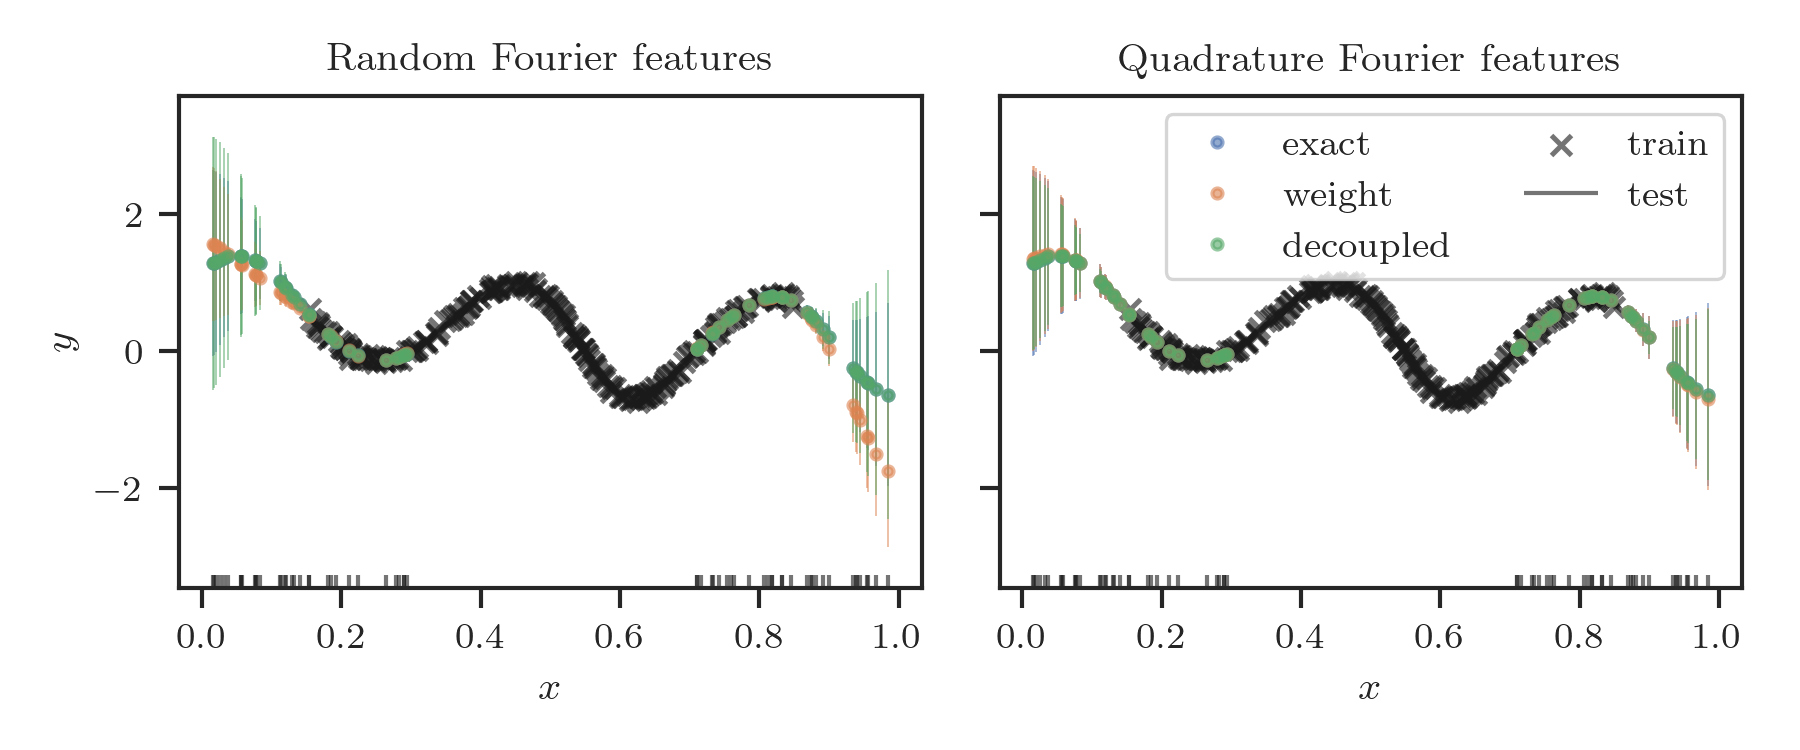 Random Fourier features
Quadrature Fourier features
exact
weight
decoupled
train
test
y
2
0
−2
0.0 0.2 0.4 0.6 0.8 1.0
0.0 0.2 0.4 0.6 0.8 1.0
x
x